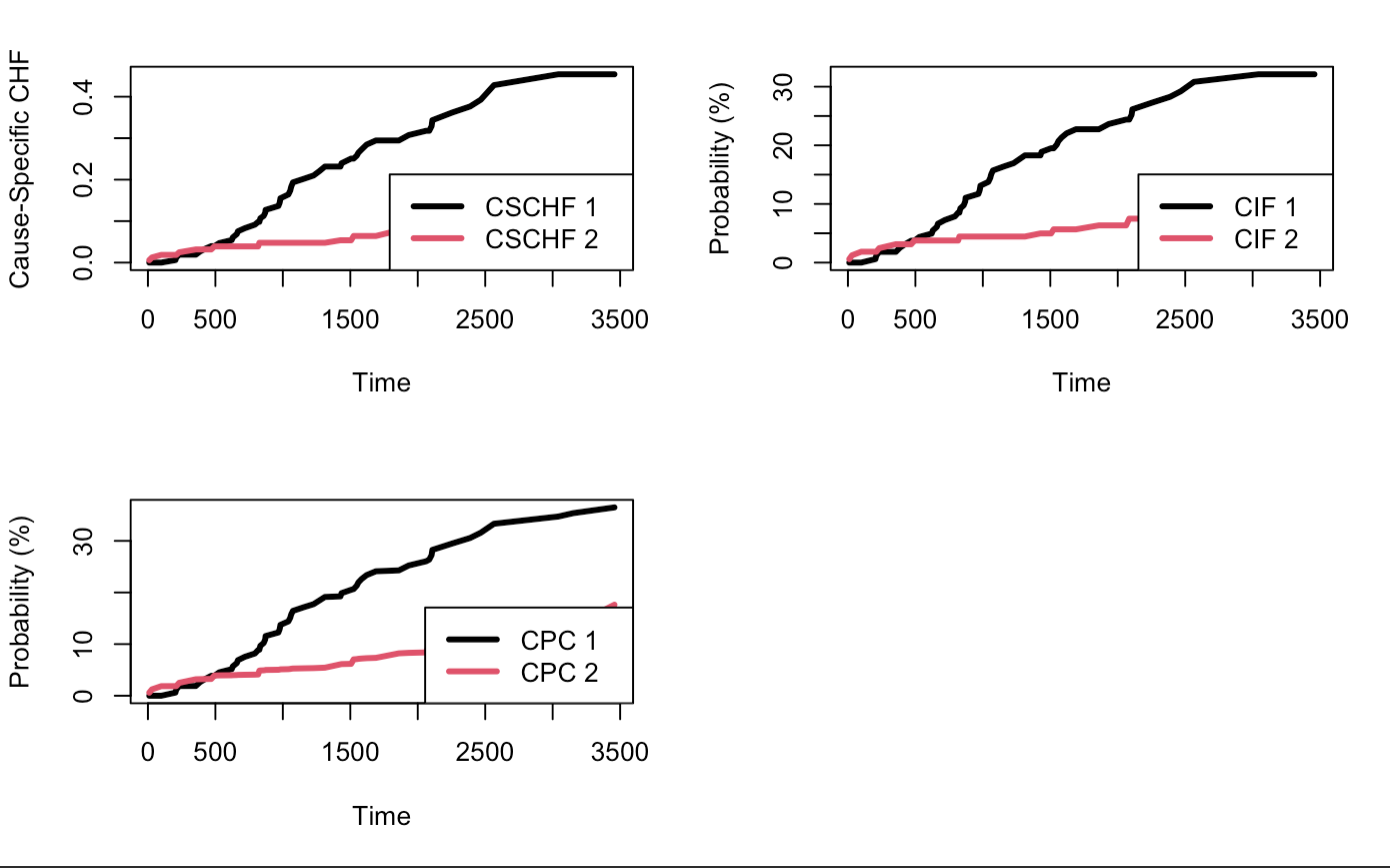 Cause-Specific CHF
0.0
0.2
0.4
CSCHF 1
CSCHF 2
0 500 1500 2500 3500
Time
Probability (%)
0 10 20 30
CIF 1
CIF 2
0 500 1500 2500 3500
Time
Probability (%)
0 10 30
CPC 1
CPC 2
0 500 1500 2500 3500
Time